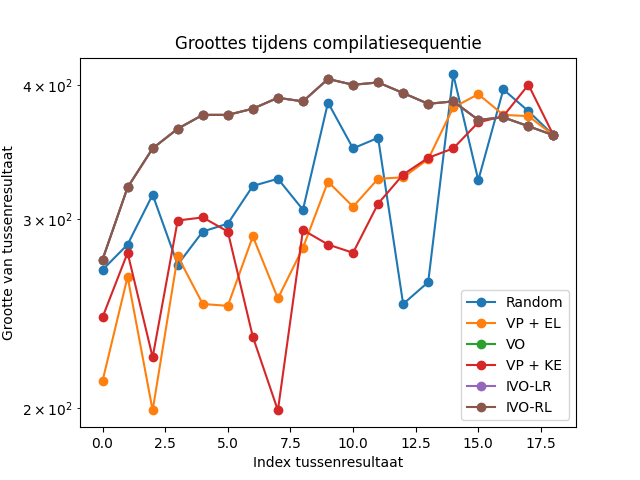 Groottes tijdens compilatiesequentie
Grootte van tussenresultaat
4 × 10²
3 × 10²
2 × 10²
Random
VP + EL
VO
VP + KE
IVO-LR
IVO-RL
0.0 2.5 5.0 7.5 10.0 12.5 15.0 17.5
Index tussenresultaat